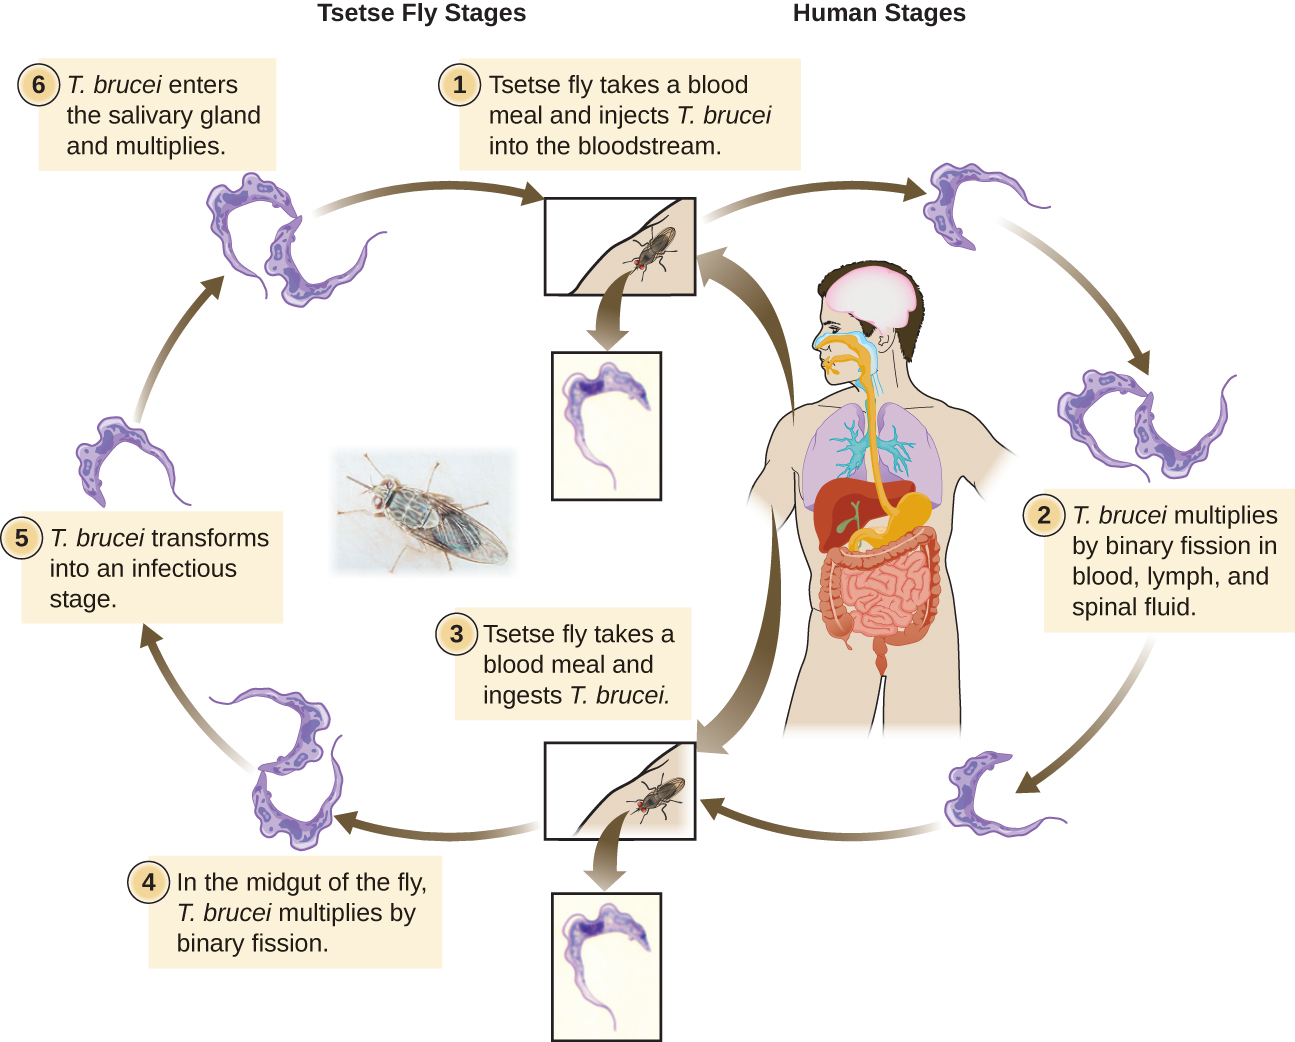 Tsetse Fly Stages
Human Stages
1
Tsetse fly takes a blood
meal and injects T. brucei
into the bloodstream.
2
T. brucei multiplies
by binary fission in
blood, lymph, and
spinal fluid.
3
Tsetse fly takes a
blood meal and
ingests T. brucei.
4
In the midgut of the fly,
T. brucei multiplies by
binary fission.
5
T. brucei transforms
into an infectious
stage.
6
T. brucei enters
the salivary gland
and multiplies.